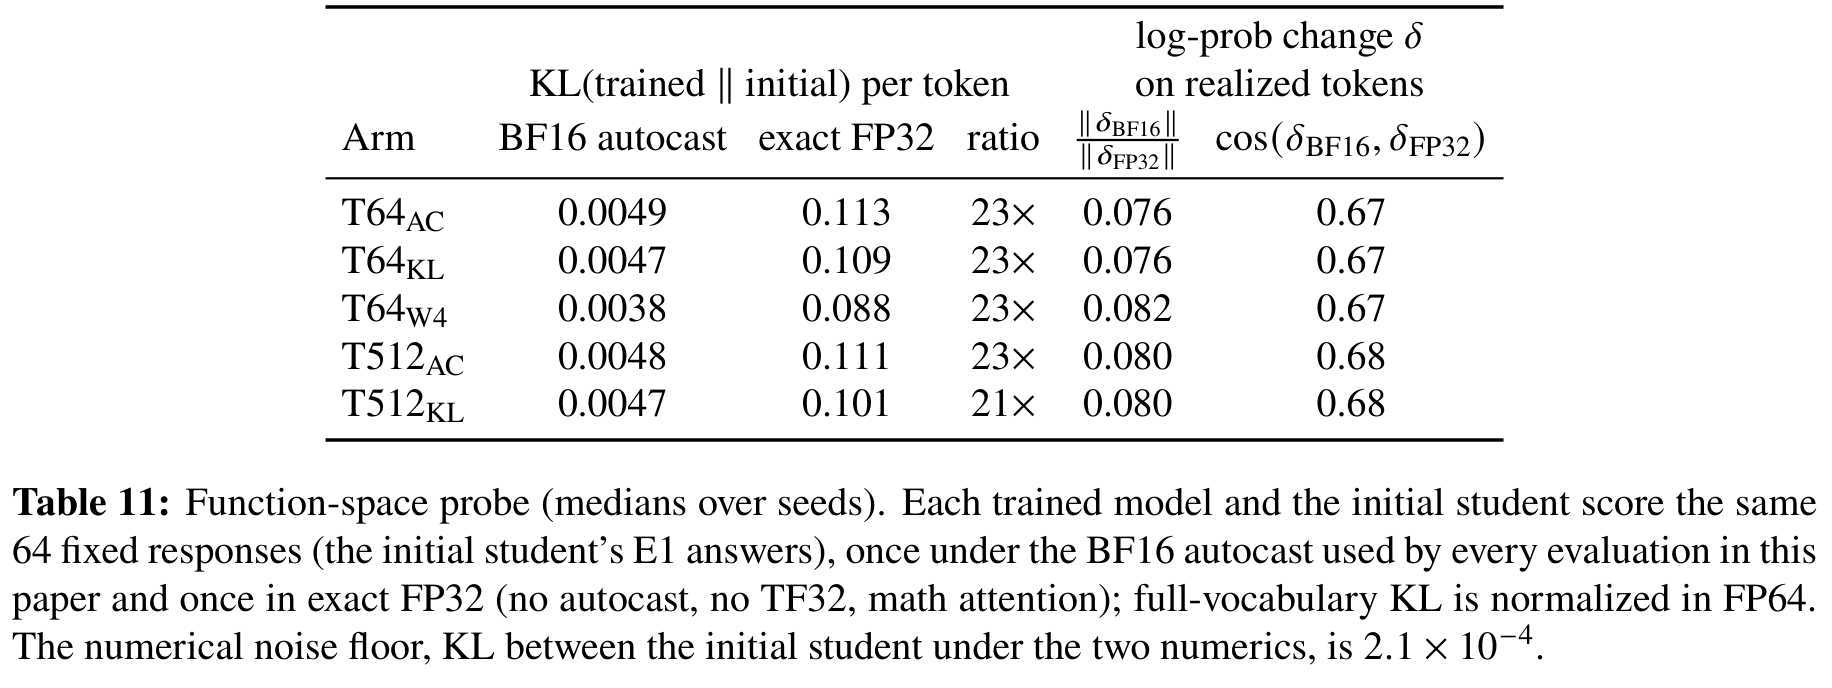 log-prob change δ
KL(trained ∥ initial) per token on realized tokens
Arm BF16 autocast exact FP32 ratio ∥δBF16∥/∥δFP32∥ cos(δBF16, δFP32)
T64AC 0.0049 0.113 23× 0.076 0.67
T64KL 0.0047 0.109 23× 0.076 0.67
T64W4 0.0038 0.088 23× 0.082 0.67
T512AC 0.0048 0.111 23× 0.080 0.68
T512KL 0.0047 0.101 21× 0.080 0.68
Table 11: Function-space probe (medians over seeds). Each trained model and the initial student score the same
64 fixed responses (the initial student’s E1 answers), once under the BF16 autocast used by every evaluation in this
paper and once in exact FP32 (no autocast, no TF32, math attention); full-vocabulary KL is normalized in FP64.
The numerical noise floor, KL between the initial student under the two numerics, is 2.1 × 10⁻⁴.